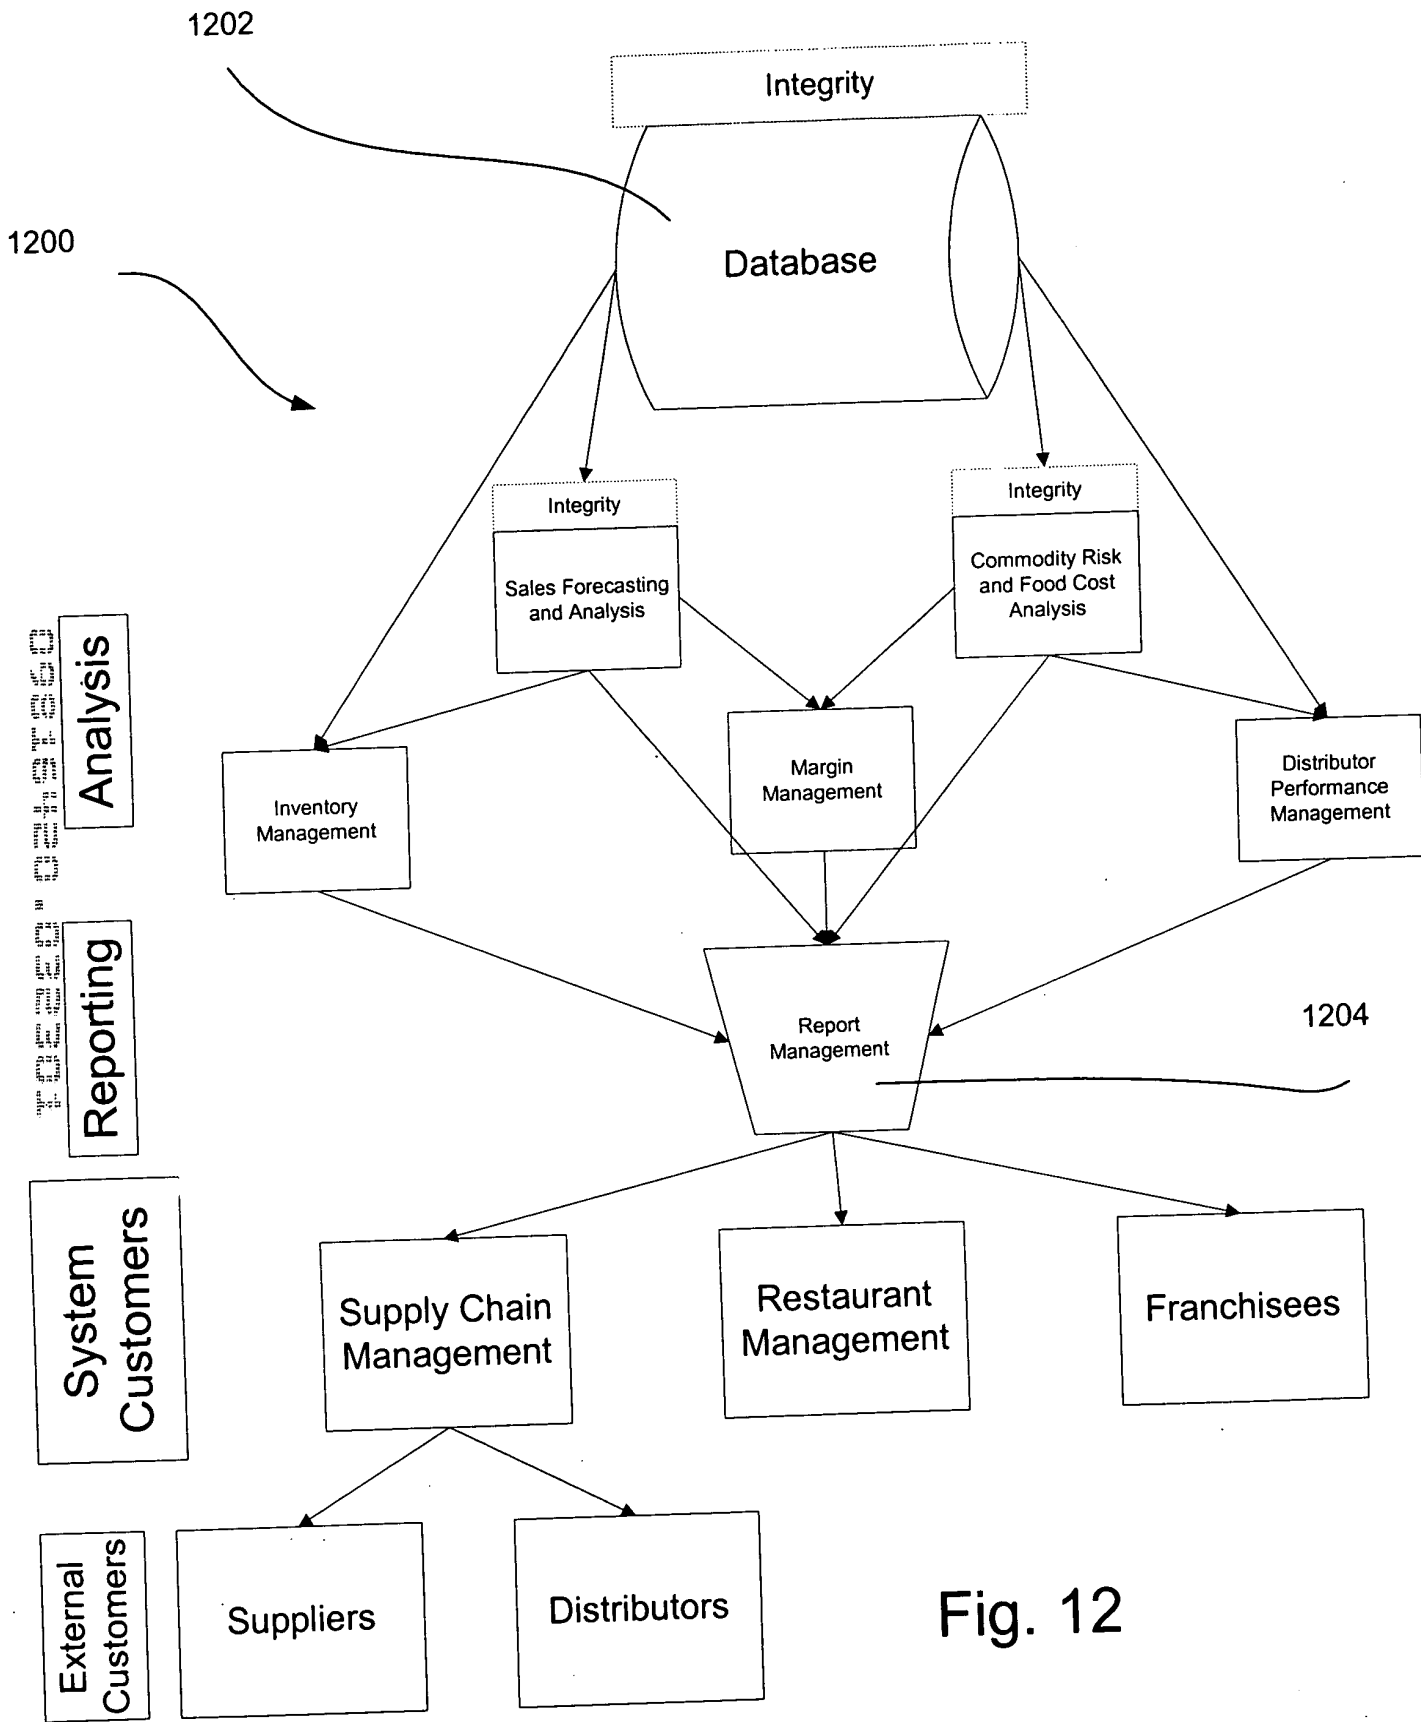 1202
Integrity
1200
Database
Integrity
Sales Forecasting
and Analysis
Integrity
Commodity Risk
and Food Cost
Analysis
Analysis
Inventory
Management
Margin
Management
Distributor
Performance
Management
Reporting
Report
Management
1204
System
Customers
Supply Chain
Management
Restaurant
Management
Franchisees
External
Customers
Suppliers
Distributors
Fig. 12